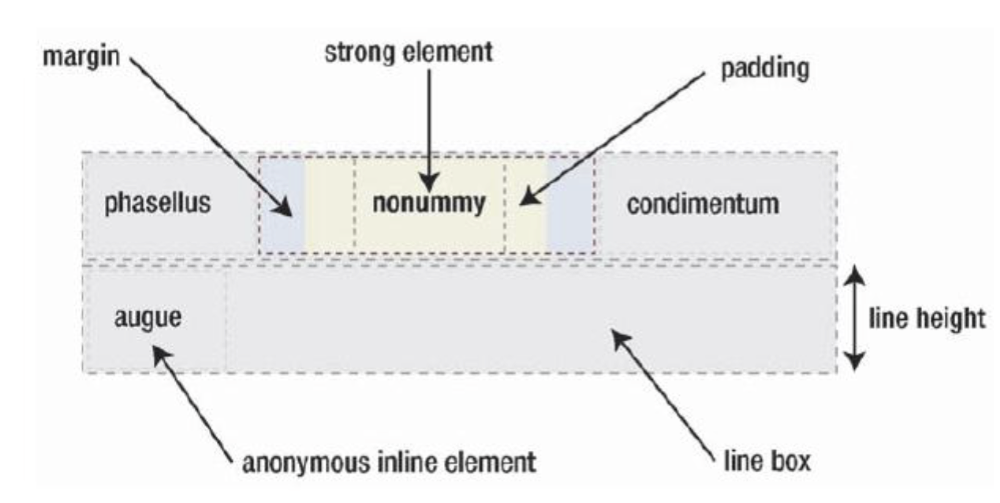 margin
strong element
padding
phasellus
nonummy
condimentum
augue
line height
anonymous inline element
line box